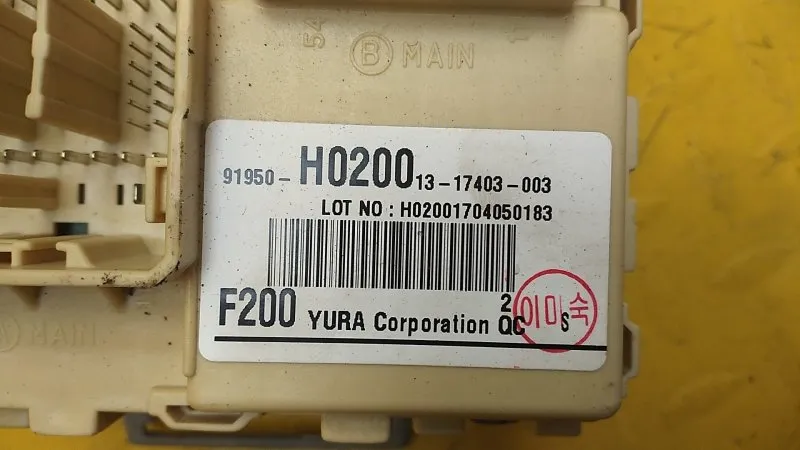 54
B MAIN
91950-H0200 13-17403-003
LOT NO : H02001704050183
2
F200 YURA Corporation QC S
이미숙
A MAIN